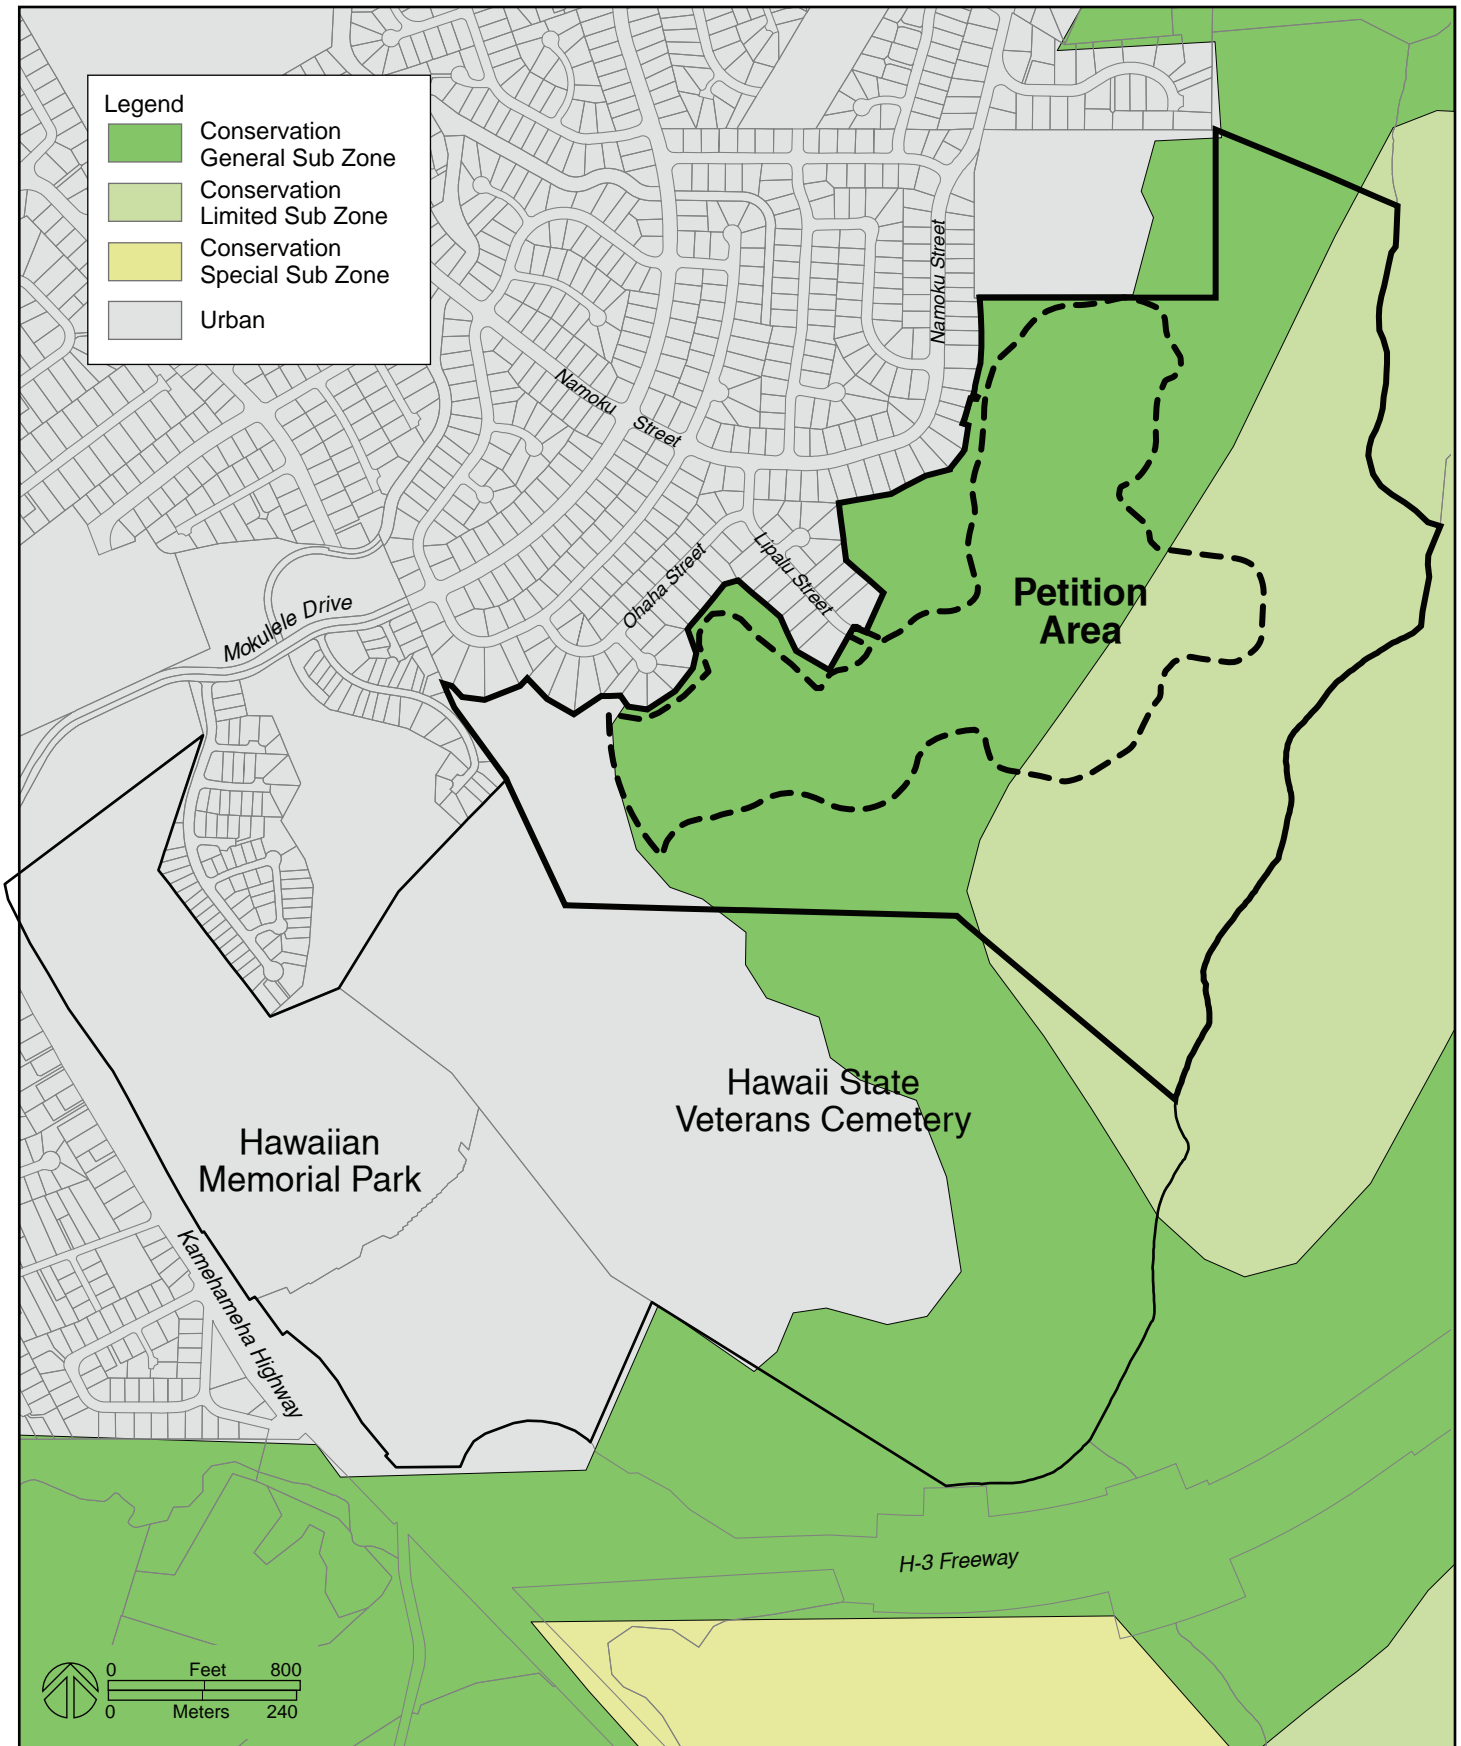 Legend
Conservation
General Sub Zone
Conservation
Limited Sub Zone
Conservation
Special Sub Zone
Urban
Namoku Street
Namoku Street
Lipalu Street
Ohaha Street
Mokulele Drive
Petition
Area
Hawaii State
Veterans Cemetery
Hawaiian
Memorial Park
Kamehameha Highway
H-3 Freeway
0 Feet 800
0 Meters 240